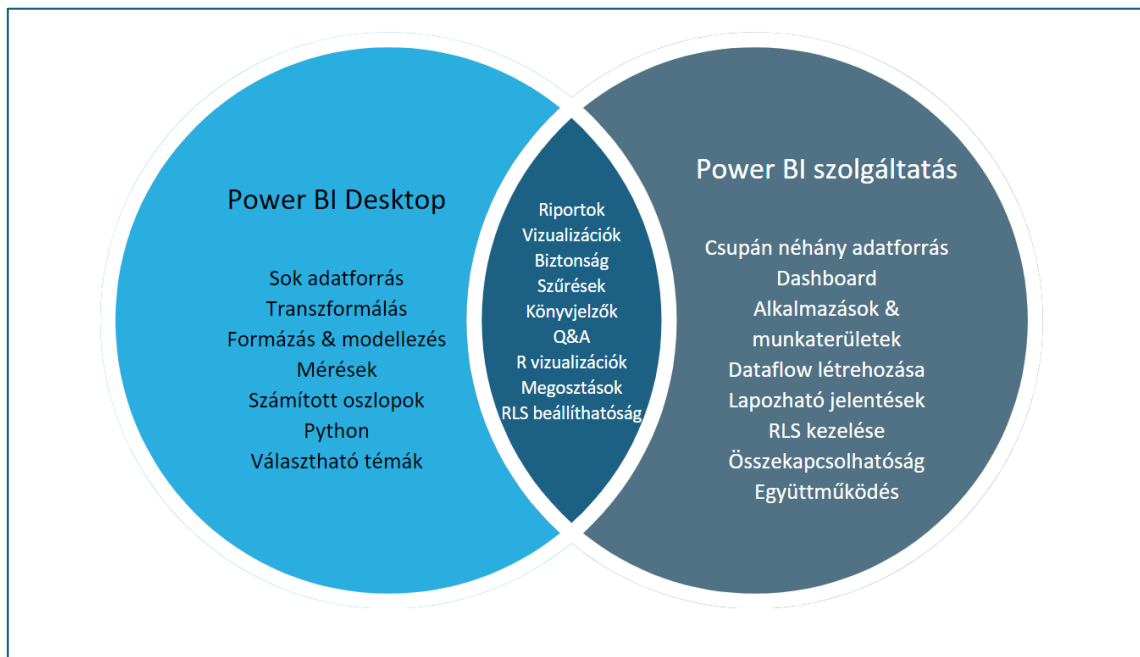 Power BI Desktop
Sok adatforrás
Transzformálás
Formázás & modellezés
Mérések
Számított oszlopok
Python
Választható témák
Riportok
Vizualizációk
Biztonság
Szűrések
Könyvjelzők
Q&A
R vizualizációk
Megosztások
RLS beállíthatóság
Power BI szolgáltatás
Csupán néhány adatforrás
Dashboard
Alkalmazások &
munkaterületek
Dataflow létrehozása
Lapozható jelentések
RLS kezelése
Összekapcsolhatóság
Együttműködés